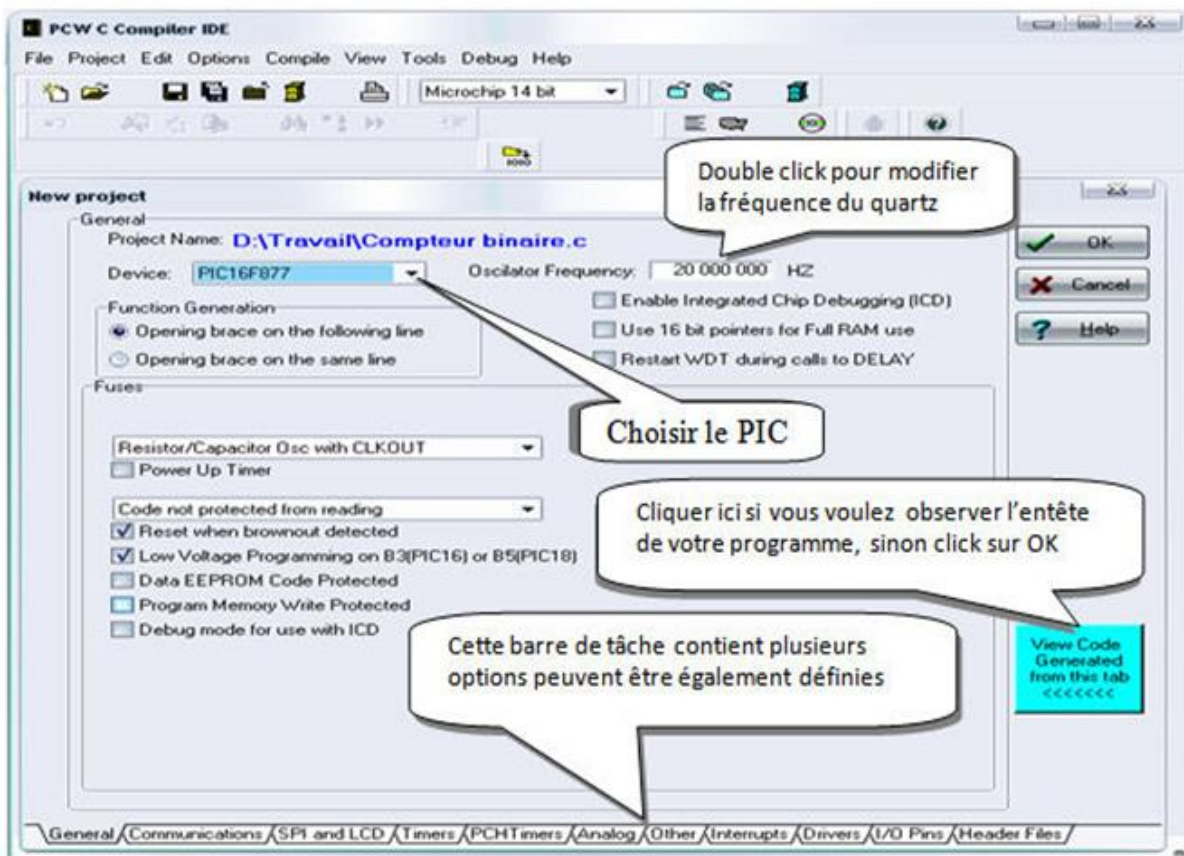 PCW C Compiler IDE
File Project Edit Options Compile View Tools Debug Help
Microchip 14 bit
Double click pour modifier
la fréquence du quartz
New project
General
Project Name: D:\Travail\Compteur binaire.c
OK
Device: PIC16F877
Oscilator Frequency: 20 000 000 HZ
Cancel
Function Generation
Enable Integrated Chip Debugging (ICD)
Opening brace on the following line
Use 16 bit pointers for Full RAM use
Help
Opening brace on the same line
Restart WDT during calls to DELAY
Fuses
Choisir le PIC
Resistor/Capacitor Osc with CLKOUT
Power Up Timer
Code not protected from reading
Cliquer ici si vous voulez observer l’entête
de votre programme, sinon click sur OK
Reset when brownout detected
Low Voltage Programming on B3(PIC16) or B5(PIC18)
Data EEPROM Code Protected
Program Memory Write Protected
Debug mode for use with ICD
Cette barre de tâche contient plusieurs
options peuvent être également définies
View Code
Generated
from this tab
<<<<<<<
General Communications SPI and LCD Timers PCHTimers Analog Other Interrupts Drivers I/O Pins Header Files